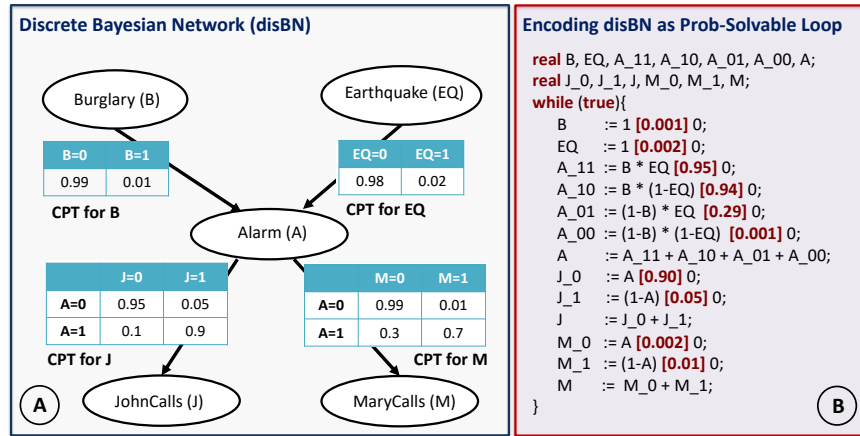 Discrete Bayesian Network (disBN)
Burglary (B)
Earthquake (EQ)
B=0 B=1
0.99 0.01
CPT for B
EQ=0 EQ=1
0.98 0.02
CPT for EQ
Alarm (A)
J=0 J=1
A=0 0.95 0.05
A=1 0.1 0.9
CPT for J
M=0 M=1
A=0 0.99 0.01
A=1 0.3 0.7
CPT for M
A
JohnCalls (J)
MaryCalls (M)
Encoding disBN as Prob-Solvable Loop
real B, EQ, A_11, A_10, A_01, A_00, A;
real J_0, J_1, J, M_0, M_1, M;
while (true){
B := 1 [0.001] 0;
EQ := 1 [0.002] 0;
A_11 := B * EQ [0.95] 0;
A_10 := B * (1-EQ) [0.94] 0;
A_01 := (1-B) * EQ [0.29] 0;
A_00 := (1-B) * (1-EQ) [0.001] 0;
A := A_11 + A_10 + A_01 + A_00;
J_0 := A [0.90] 0;
J_1 := (1-A) [0.05] 0;
J := J_0 + J_1;
M_0 := A [0.002] 0;
M_1 := (1-A) [0.01] 0;
M := M_0 + M_1;
}
B